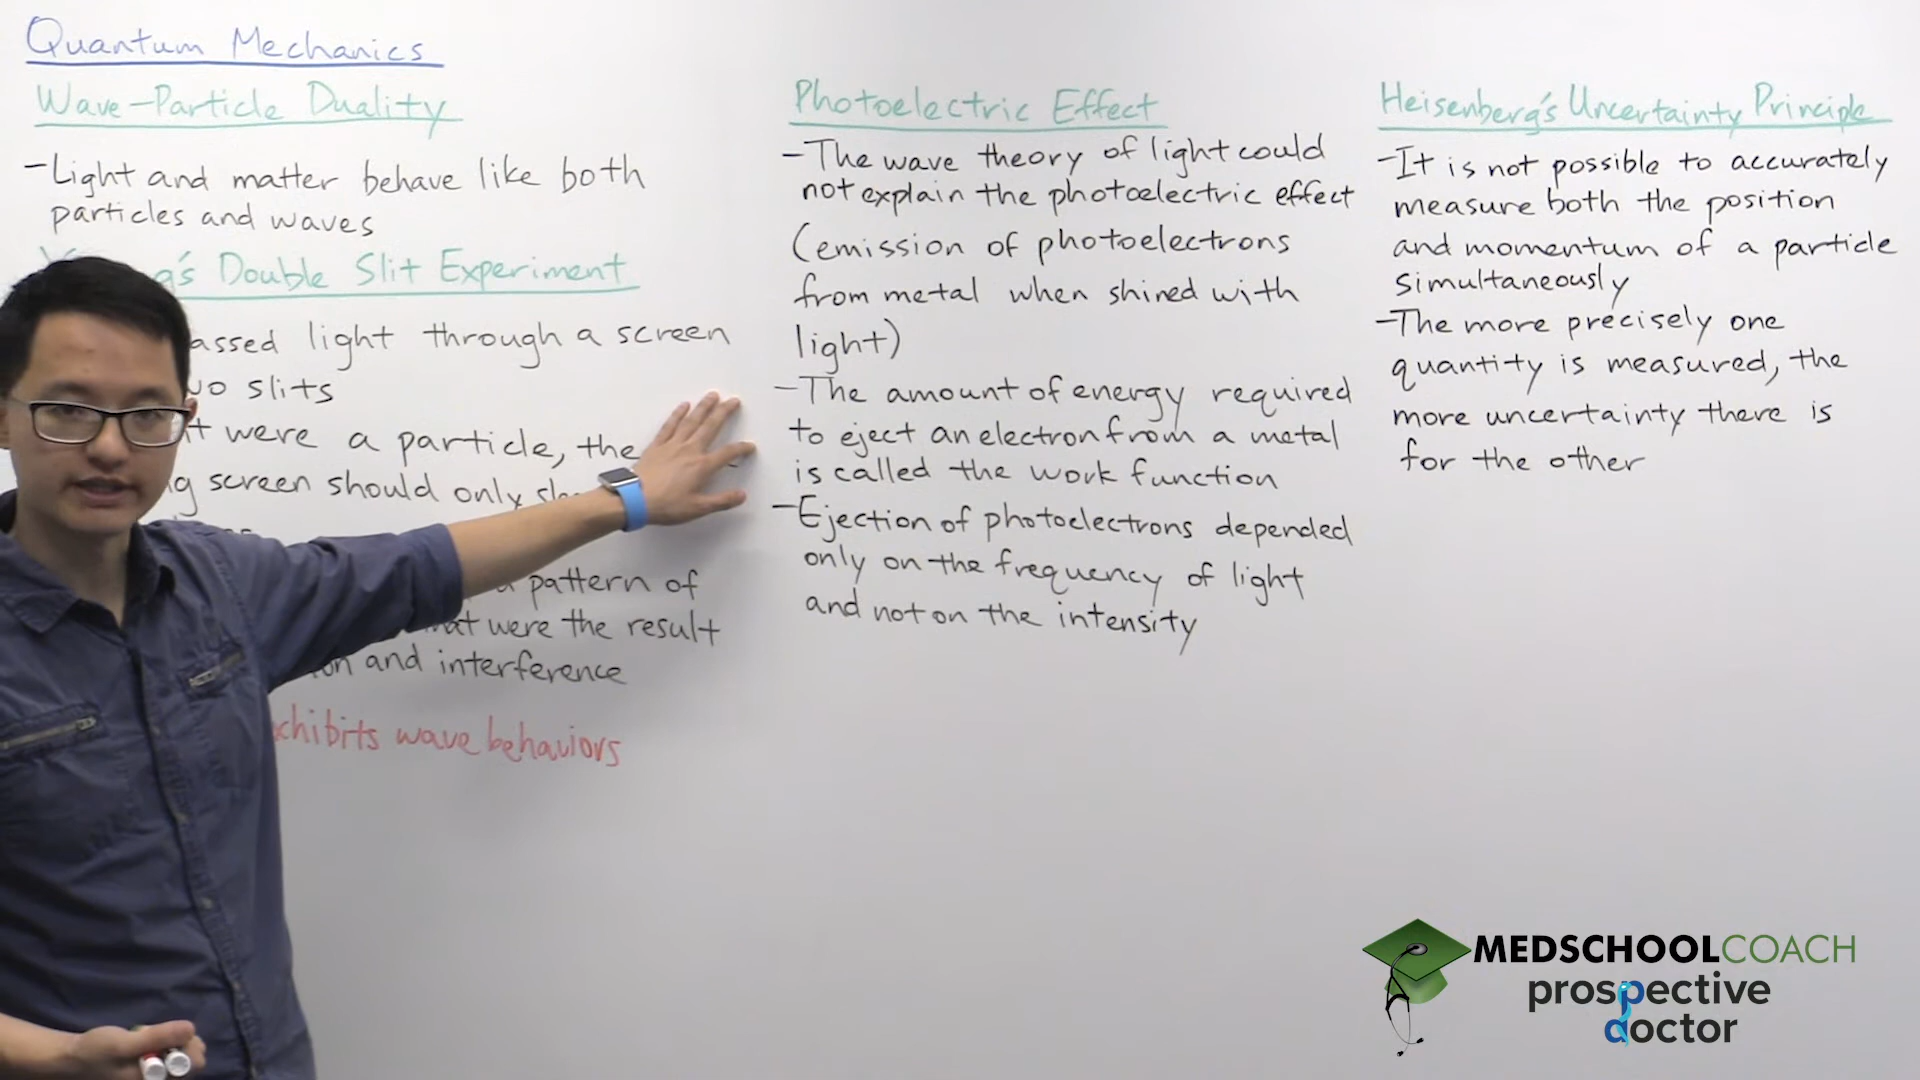 Quantum Mechanics
Wave-Particle Duality
-Light and matter behave like both
particles and waves
Double Slit Experiment
light through a screen
slits
were a particle, the
screen should only
pattern of
were the result
and interference
wave behaviors
Photoelectric Effect
-The wave theory of light could
not explain the photoelectric effect
(emission of photoelectrons
from metal when shined with
light)
-The amount of energy required
to eject an electron from a metal
is called the work function
-Ejection of photoelectrons depended
only on the frequency of light
and not on the intensity
Heisenberg's Uncertainty Principle
-It is not possible to accurately
measure both the position
and momentum of a particle
simultaneously
-The more precisely one
quantity is measured, the
more uncertainty there is
for the other
MEDSCHOOLCOACH
prospective
doctor